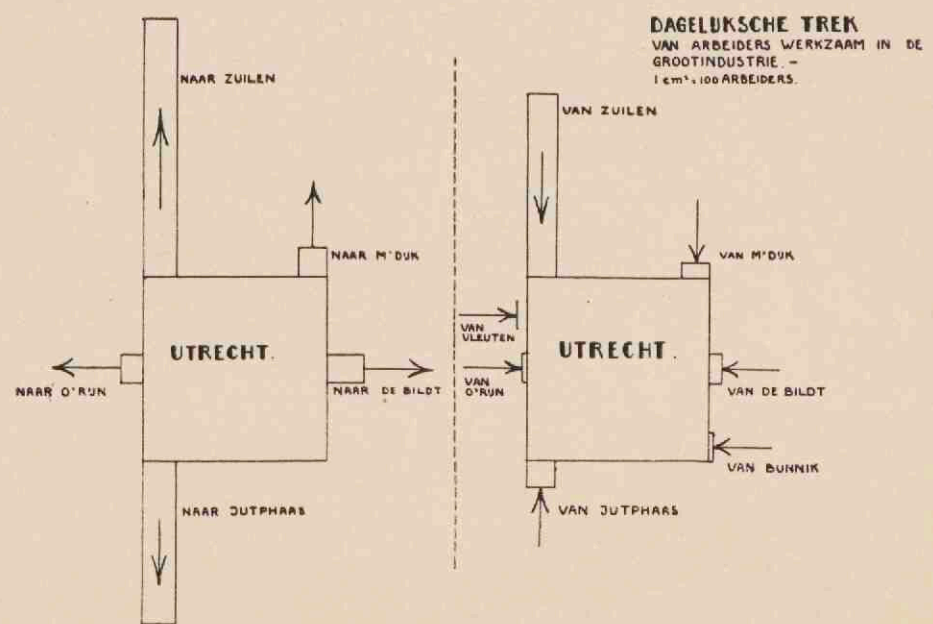 DAGELIJKSCHE TREK
VAN ARBEIDERS WERKZAAM IN DE
GROOTINDUSTRIE. –
1 cm² = 100 ARBEIDERS.
NAAR ZUILEN
NAAR M'DIJK
UTRECHT.
NAAR O'RIJN
NAAR DE BILDT
NAAR JUTPHAAS
VAN ZUILEN
VAN M'DIJK
VAN
VLEUTEN
UTRECHT.
VAN
O'RIJN
VAN DE BILDT
VAN BUNNIK
VAN JUTPHAAS